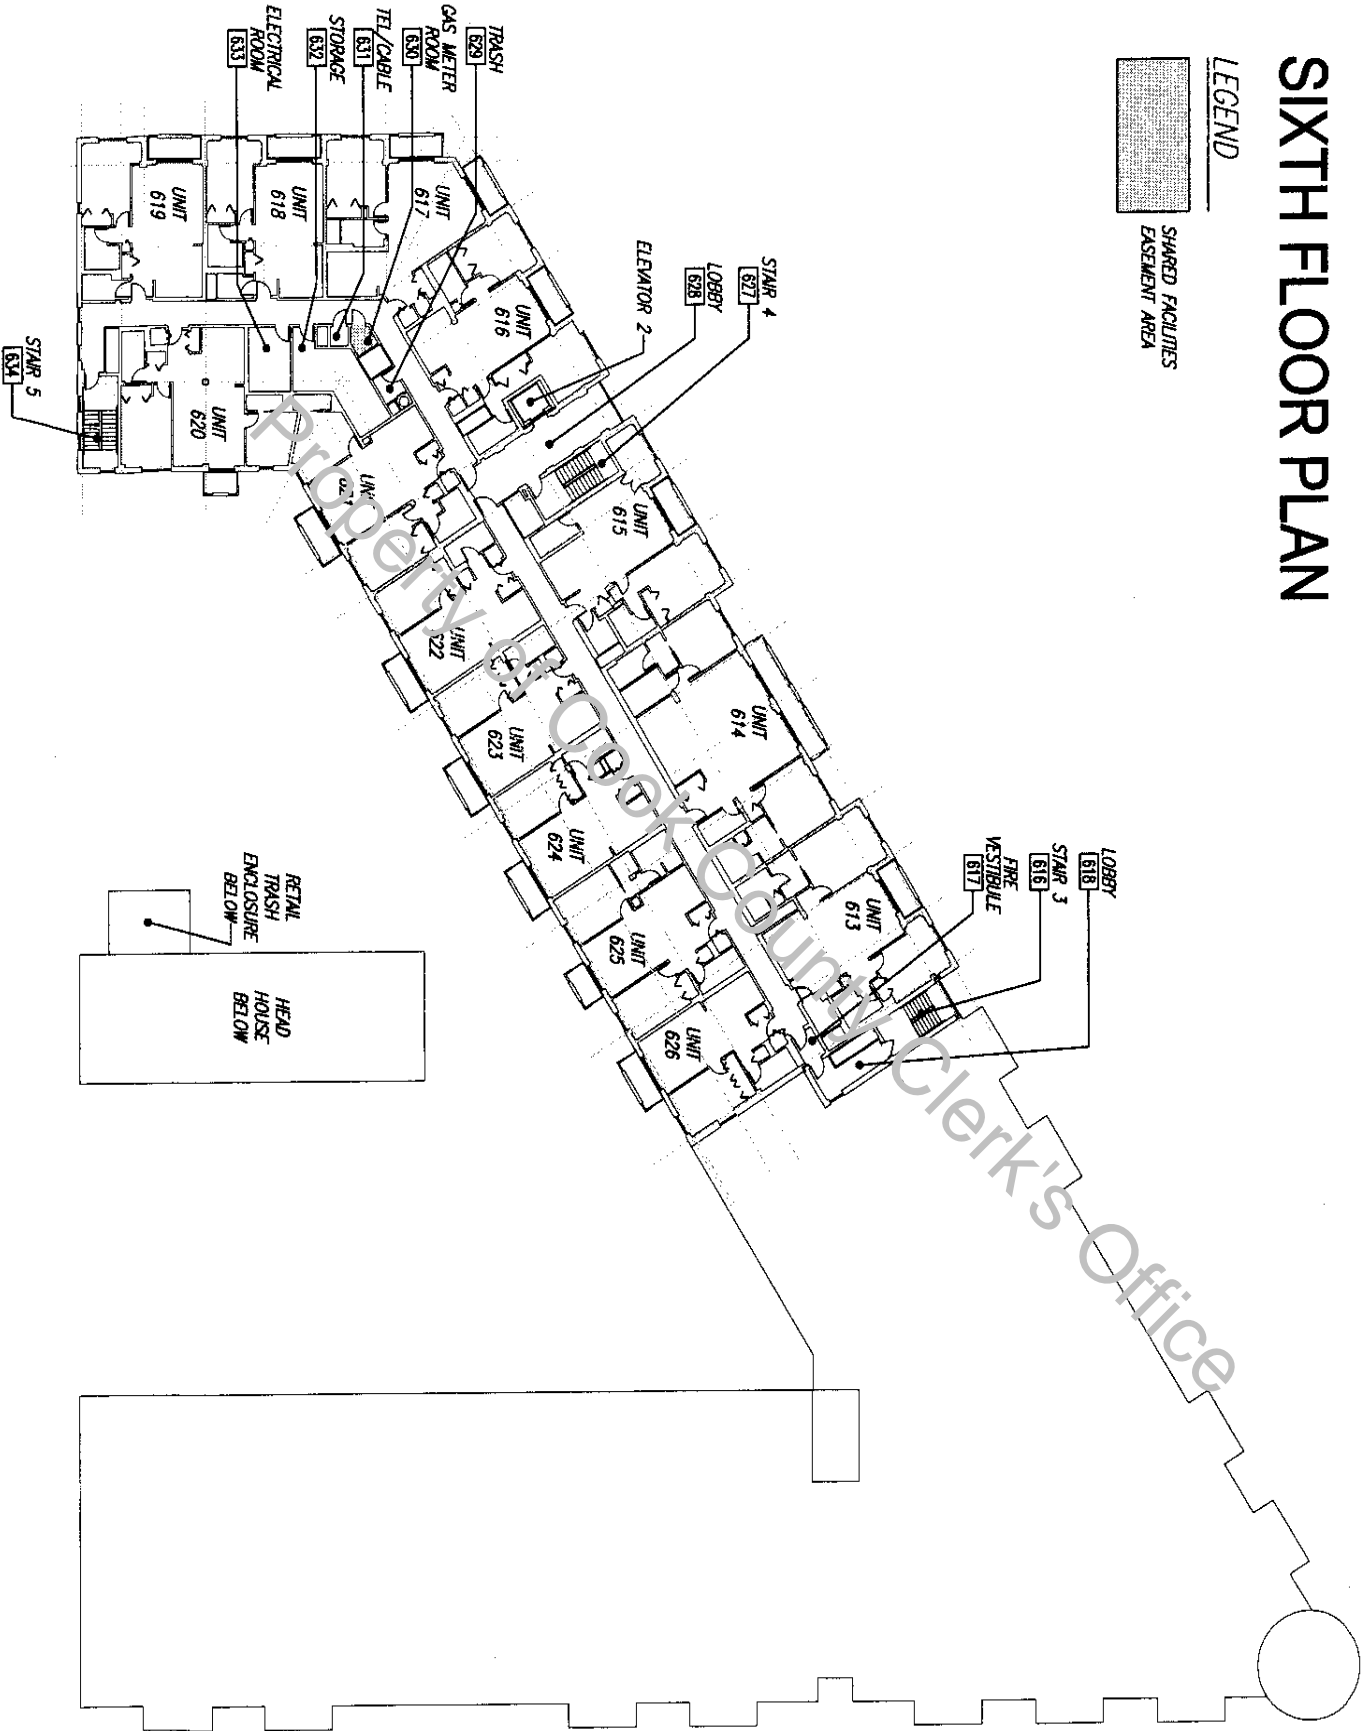 SIXTH FLOOR PLAN
LEGEND
SHARED FACILITIES
EASEMENT AREA
TRASH
629
GAS METER
ROOM
630
TEL/CABLE
631
STORAGE
632
ELECTRICAL
ROOM
633
STAIR 4
627
LOBBY
628
ELEVATOR 2
LOBBY
618
STAIR 3
616
FIRE
VESTIBULE
617
UNIT
617
UNIT
618
UNIT
619
UNIT
616
UNIT
615
UNIT
614
UNIT
613
UNIT
620
UNIT
621
UNIT
622
UNIT
623
UNIT
624
UNIT
625
UNIT
626
STAIR 5
634
RETAIL
TRASH
ENCLOSURE
BELOW
HEAD
HOUSE
BELOW
Property of Cook County Clerk's Office